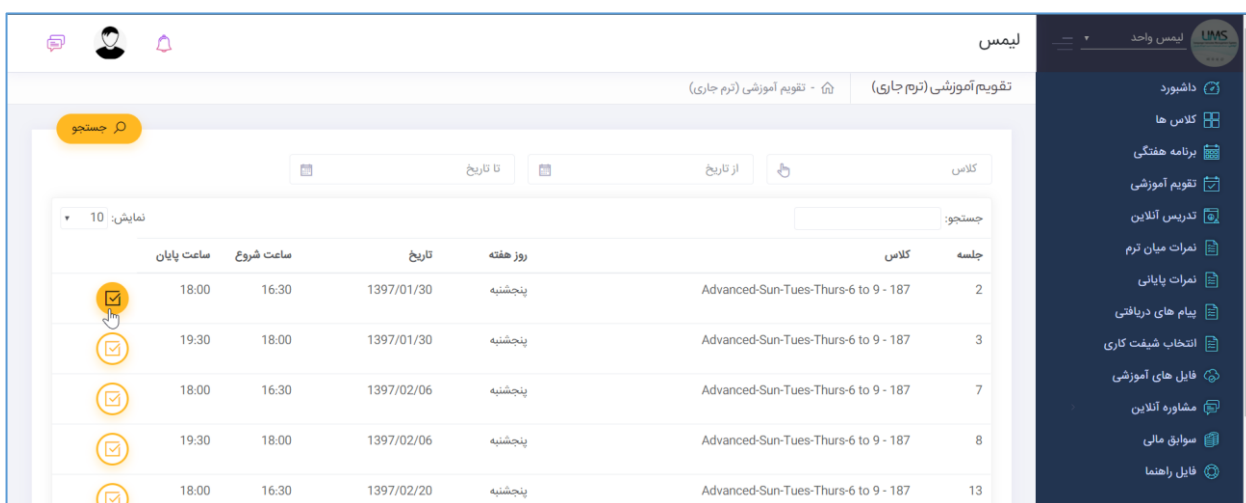 لیمس
LIMS لیمس واحد
تقویم آموزشی (ترم جاری)
- تقویم آموزشی (ترم جاری)
داشبورد
کلاس ها
برنامه هفتگی
تقویم آموزشی
تدریس آنلاین
نمرات میان ترم
نمرات پایانی
پیام های دریافتی
انتخاب شیفت کاری
فایل های آموزشی
مشاوره آنلاین
سوابق مالی
فایل راهنما
جستجو
کلاس از تاریخ تا تاریخ
جستجو: نمایش: 10
جلسه کلاس روز هفته تاریخ ساعت شروع ساعت پایان
2 Advanced-Sun-Tues-Thurs-6 to 9 - 187 پنجشنبه 1397/01/30 16:30 18:00
3 Advanced-Sun-Tues-Thurs-6 to 9 - 187 پنجشنبه 1397/01/30 18:00 19:30
7 Advanced-Sun-Tues-Thurs-6 to 9 - 187 پنجشنبه 1397/02/06 16:30 18:00
8 Advanced-Sun-Tues-Thurs-6 to 9 - 187 پنجشنبه 1397/02/06 18:00 19:30
13 Advanced-Sun-Tues-Thurs-6 to 9 - 187 پنجشنبه 1397/02/20 16:30 18:00